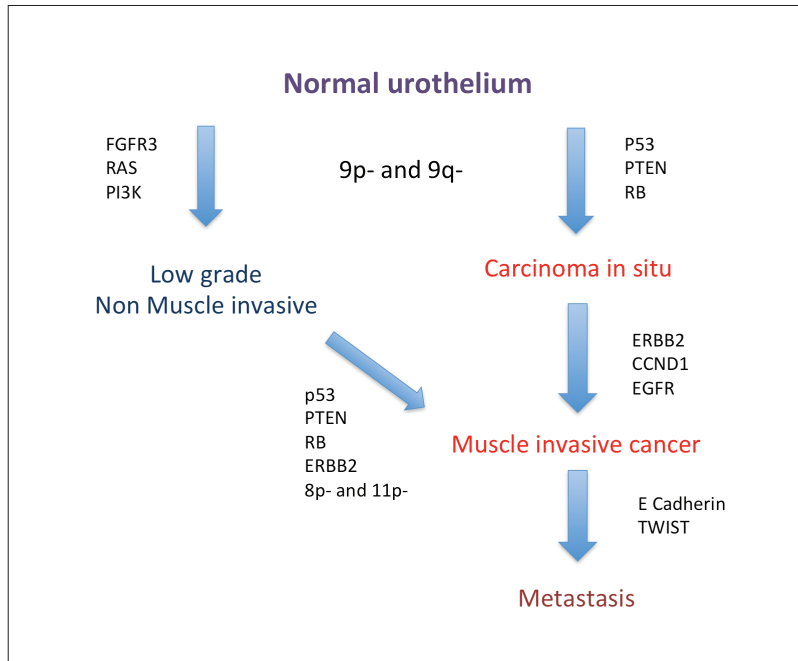 Normal urothelium
FGFR3
RAS
PI3K
9p- and 9q-
P53
PTEN
RB
Low grade
Non Muscle invasive
Carcinoma in situ
ERBB2
CCND1
EGFR
p53
PTEN
RB
ERBB2
8p- and 11p-
Muscle invasive cancer
E Cadherin
TWIST
Metastasis